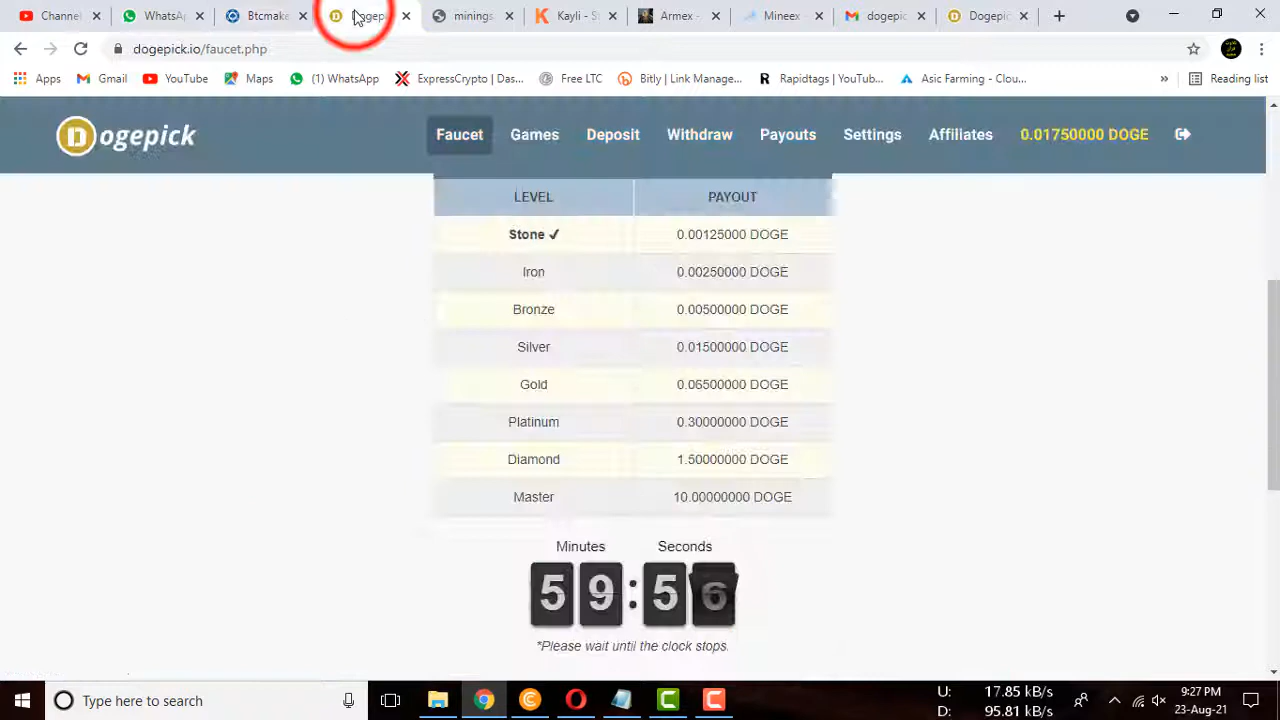 Channel
WhatsA
Btcmake
Dogep
minings
Kayli - S
Armex -
Mineex
dogepic
Dogepic
dogepick.io/faucet.php
Apps
Gmail
YouTube
Maps
(1) WhatsApp
ExpressCrypto | Das...
Free LTC
Bitly | Link Manage...
Rapidtags | YouTub...
Asic Farming - Clou...
»
Reading list
Dogepick
Faucet
Games
Deposit
Withdraw
Payouts
Settings
Affiliates
0.01750000 DOGE
LEVEL PAYOUT
Stone ✓ 0.00125000 DOGE
Iron 0.00250000 DOGE
Bronze 0.00500000 DOGE
Silver 0.01500000 DOGE
Gold 0.06500000 DOGE
Platinum 0.30000000 DOGE
Diamond 1.50000000 DOGE
Master 10.00000000 DOGE
Minutes Seconds
59:56
*Please wait until the clock stops.
Type here to search
U: 17.85 kB/s
D: 95.81 kB/s
9:27 PM
23-Aug-21